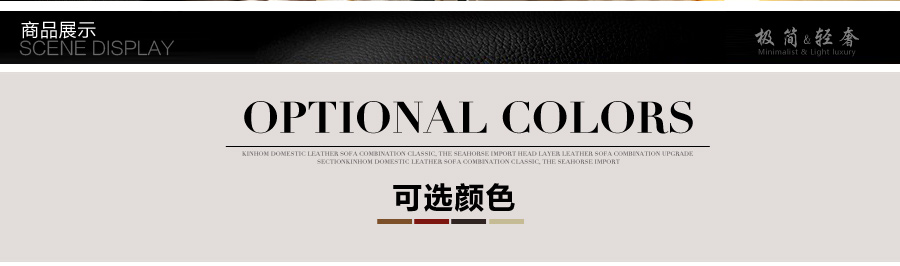 商品展示
SCENE DISPLAY
极简&轻奢
Minimalist & Light luxury
OPTIONAL COLORS
KINHOM DOMESTIC LEATHER SOFA COMBINATION CLASSIC, THE SEAHORSE IMPORT HEAD LAYER LEATHER SOFA COMBINATION UPGRADE
SECTIONKINHOM DOMESTIC LEATHER SOFA COMBINATION CLASSIC, THE SEAHORSE IMPORT
可选颜色